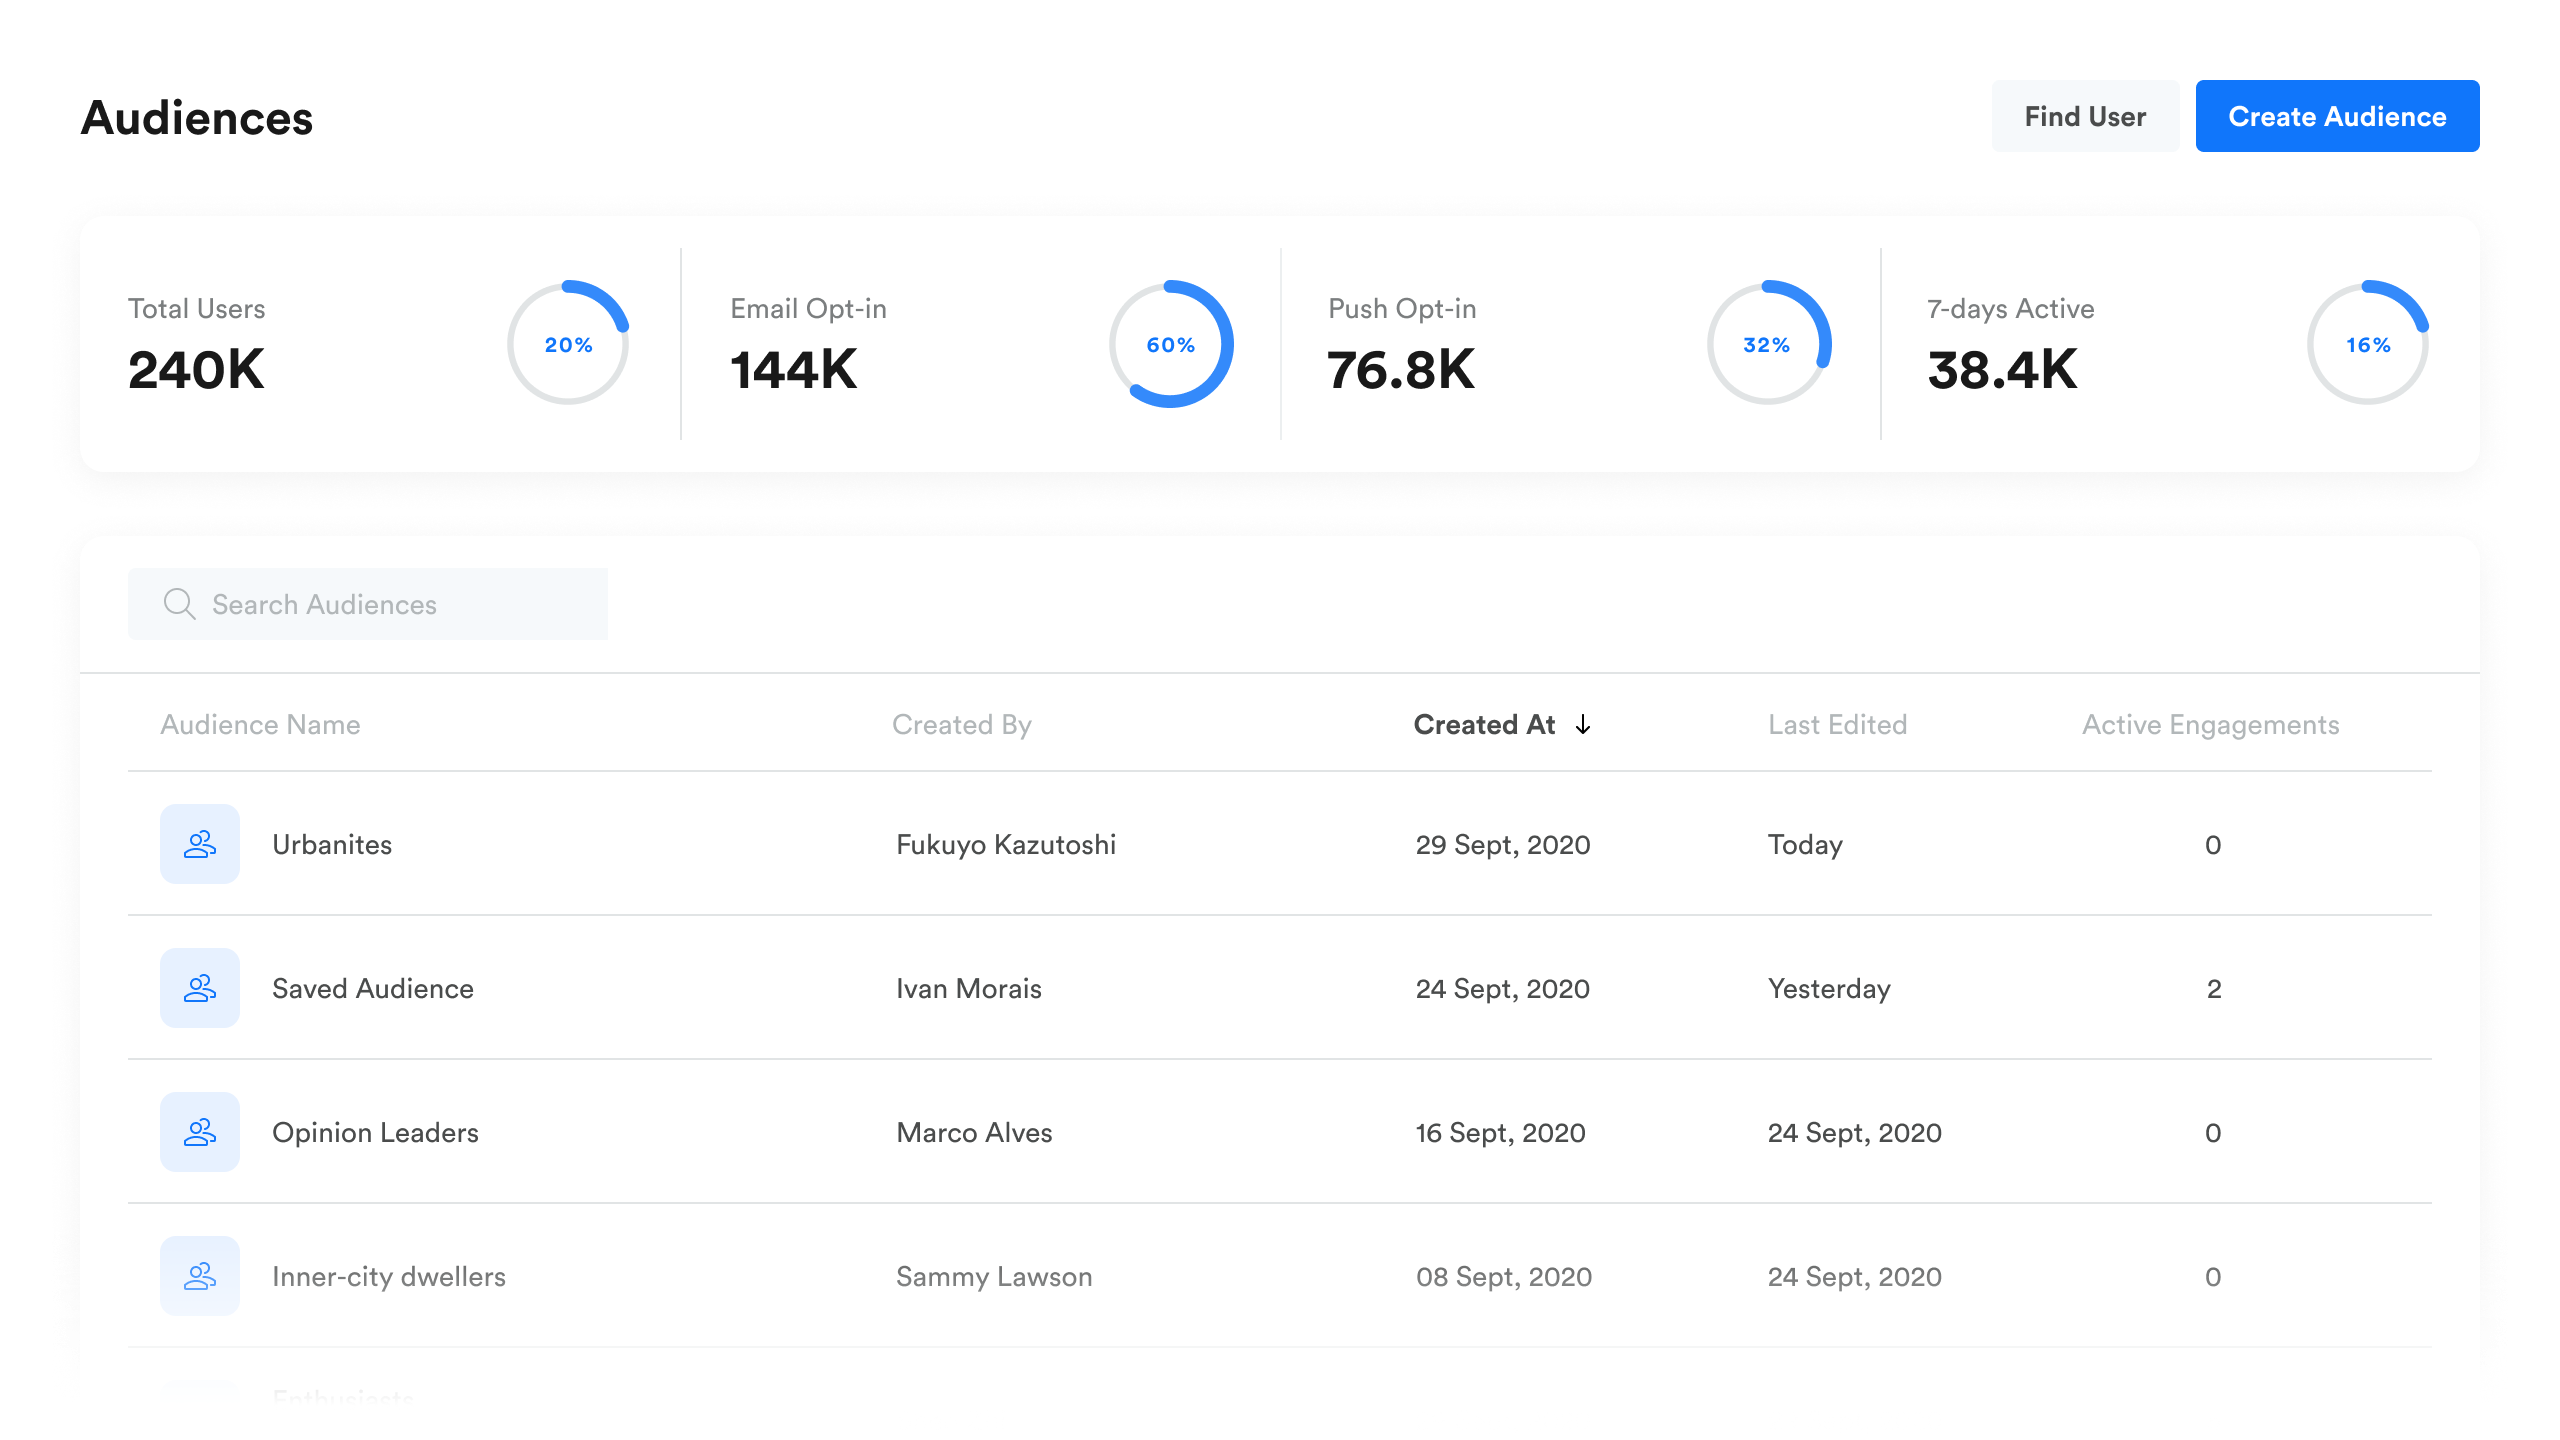 Audiences
Find User
Create Audience
Total Users
240K
20%
Email Opt-in
144K
60%
Push Opt-in
76.8K
32%
7-days Active
38.4K
16%
Search Audiences
Audience Name Created By Created At Last Edited Active Engagements
Urbanites Fukuyo Kazutoshi 29 Sept, 2020 Today 0
Saved Audience Ivan Morais 24 Sept, 2020 Yesterday 2
Opinion Leaders Marco Alves 16 Sept, 2020 24 Sept, 2020 0
Inner-city dwellers Sammy Lawson 08 Sept, 2020 24 Sept, 2020 0
Enthusiasts